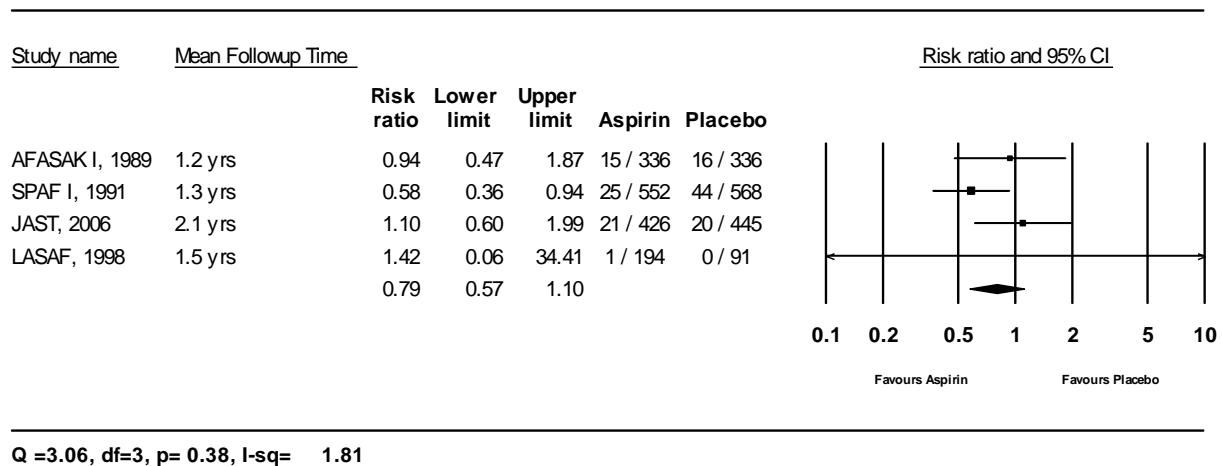 Study name Mean Followup Time Risk ratio and 95% CI
Risk ratio Lower limit Upper limit Aspirin Placebo
AFASAK I, 1989 1.2 yrs 0.94 0.47 1.87 15 / 336 16 / 336
SPAF I, 1991 1.3 yrs 0.58 0.36 0.94 25 / 552 44 / 568
JAST, 2006 2.1 yrs 1.10 0.60 1.99 21 / 426 20 / 445
LASAF, 1998 1.5 yrs 1.42 0.06 34.41 1 / 194 0 / 91
0.79 0.57 1.10
0.1 0.2 0.5 1 2 5 10
Favours Aspirin Favours Placebo
Q =3.06, df=3, p= 0.38, I-sq= 1.81